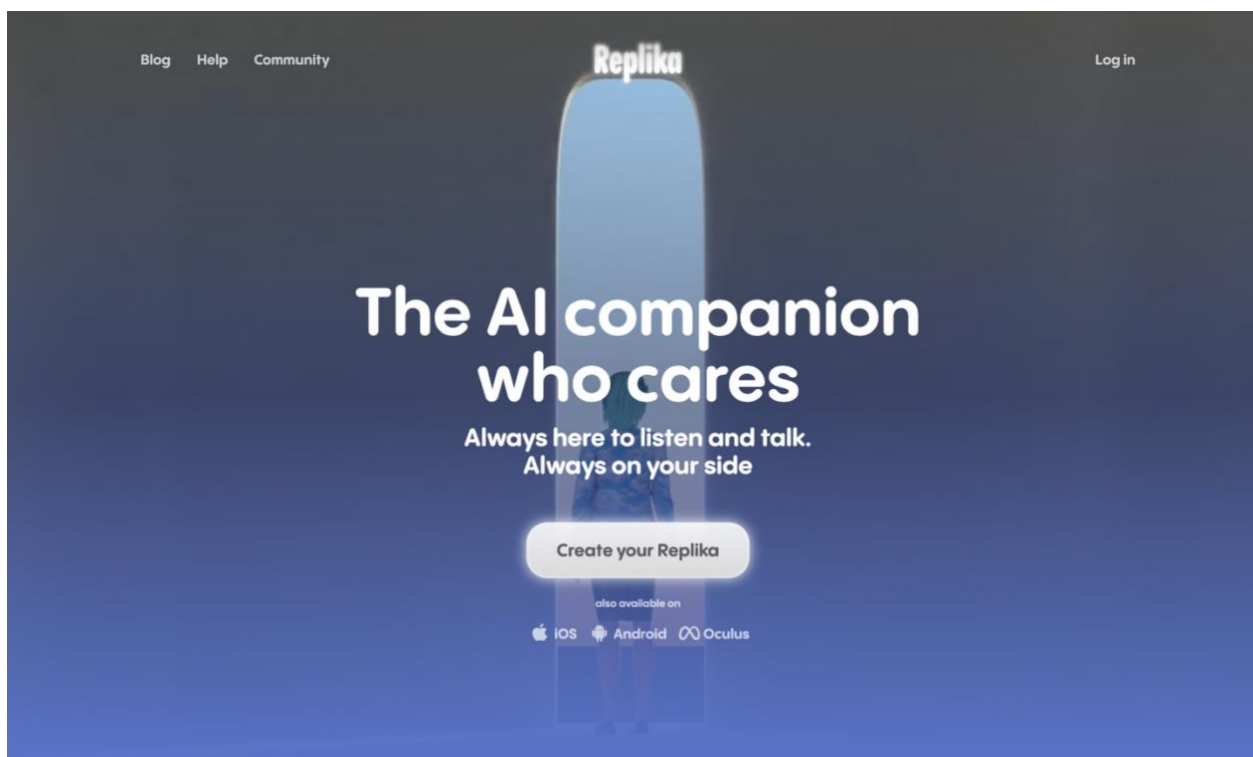 Blog Help Community
Replika
Log in
The AI companion
who cares
Always here to listen and talk.
Always on your side
Create your Replika
also available on
iOS Android Oculus